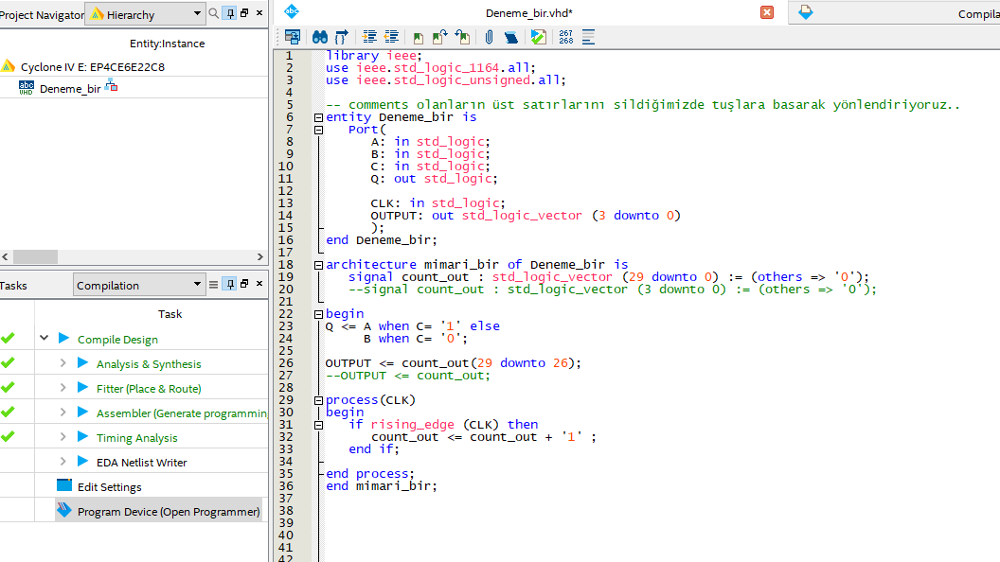 Project Navigator
Hierarchy
Entity:Instance
Cyclone IV E: EP4CE6E22C8
abc
VHD
Deneme_bir
Tasks
Compilation
Task
Compile Design
Analysis & Synthesis
Fitter (Place & Route)
Assembler (Generate programmin
Timing Analysis
EDA Netlist Writer
Edit Settings
Program Device (Open Programmer)
abc
Deneme_bir.vhd*
Compila
267
268
1 library ieee;
2 use ieee.std_logic_1164.all;
3 use ieee.std_logic_unsigned.all;
4
5 -- comments olanların üst satırlarını sildiğimizde tuşlara basarak yönlendiriyoruz..
6 entity Deneme_bir is
7 Port(
8 A: in std_logic;
9 B: in std_logic;
10 C: in std_logic;
11 Q: out std_logic;
12
13 CLK: in std_logic;
14 OUTPUT: out std_logic_vector (3 downto 0)
15 );
16 end Deneme_bir;
17
18 architecture mimari_bir of Deneme_bir is
19 signal count_out : std_logic_vector (29 downto 0) := (others => '0');
20 --signal count_out : std_logic_vector (3 downto 0) := (others => '0');
21
22 begin
23 Q <= A when C= '1' else
24 B when C= '0';
25
26 OUTPUT <= count_out(29 downto 26);
27 --OUTPUT <= count_out;
28
29 process(CLK)
30 begin
31 if rising_edge (CLK) then
32 count_out <= count_out + '1' ;
33 end if;
34
35 end process;
36 end mimari_bir;
37
38
39
40
41
42